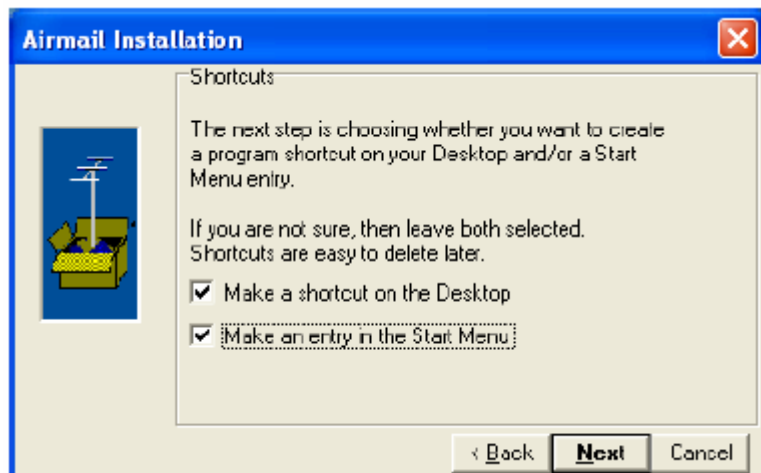 Airmail Installation
Shortcuts
The next step is choosing whether you want to create
a program shortcut on your Desktop and/or a Start
Menu entry.
If you are not sure, then leave both selected.
Shortcuts are easy to delete later.
Make a shortcut on the Desktop
Make an entry in the Start Menu
< Back Next Cancel